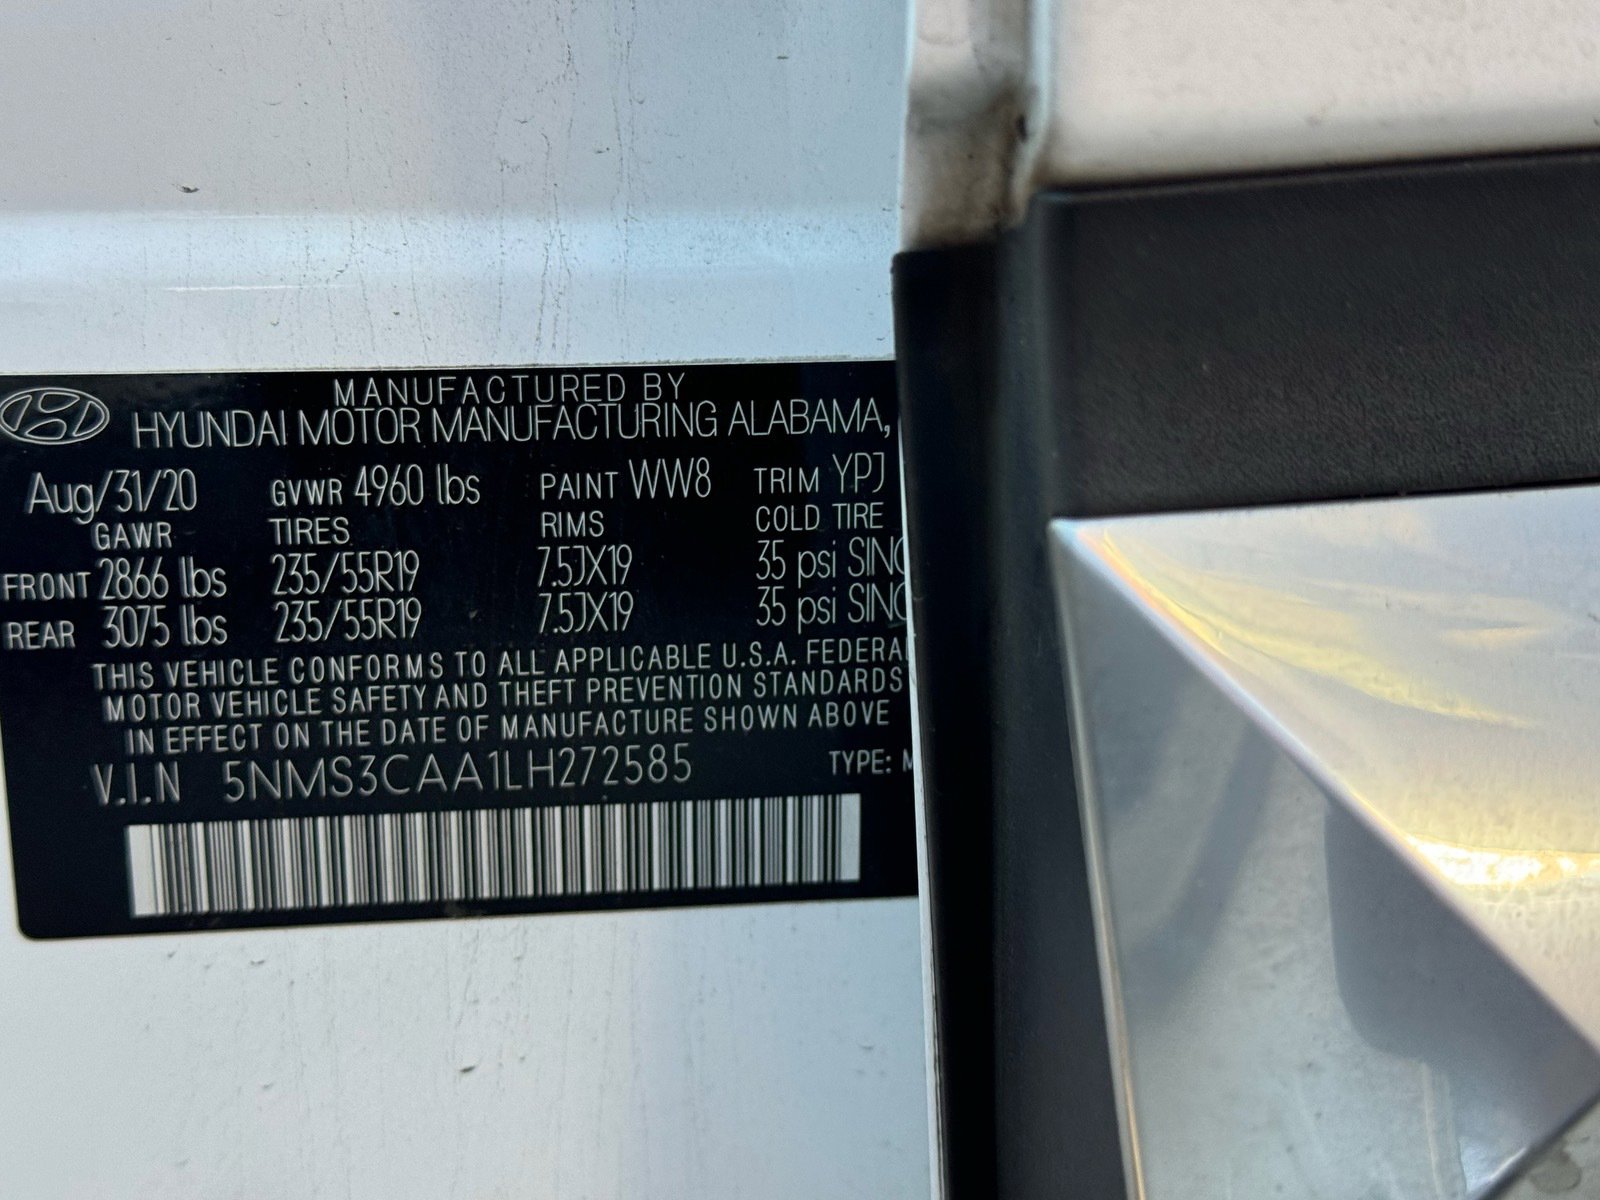 MANUFACTURED BY
HYUNDAI MOTOR MANUFACTURING ALABAMA,
Aug/31/20 GVWR 4960 lbs PAINT WW8 TRIM YPJ
GAWR TIRES RIMS COLD TIRE
FRONT 2866 lbs 235/55R19 7.5JX19 35 psi
REAR 3075 lbs 235/55R19 7.5JX19 35 psi
THIS VEHICLE CONFORMS TO ALL APPLICABLE U.S.A. FEDERA
MOTOR VEHICLE SAFETY AND THEFT PREVENTION STANDARDS
IN EFFECT ON THE DATE OF MANUFACTURE SHOWN ABOVE
V.I.N 5NMS3CAA1LH272585 TYPE: